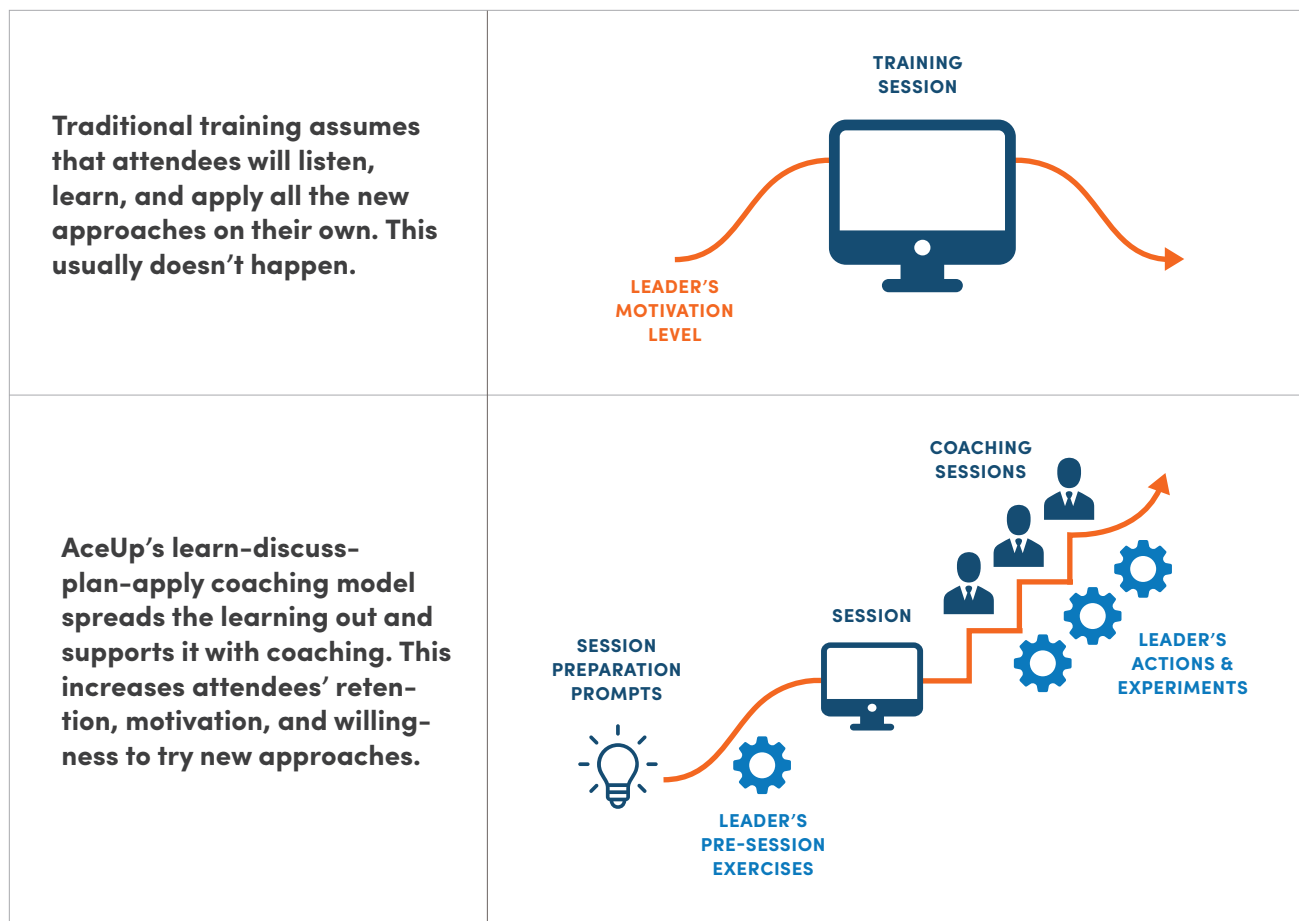 Traditional training assumes
that attendees will listen,
learn, and apply all the new
approaches on their own. This
usually doesn’t happen.
TRAINING
SESSION
LEADER’S
MOTIVATION
LEVEL
AceUp’s learn-discuss-
plan-apply coaching model
spreads the learning out and
supports it with coaching. This
increases attendees’ reten-
tion, motivation, and willing-
ness to try new approaches.
COACHING
SESSIONS
SESSION
SESSION
PREPARATION
PROMPTS
LEADER’S
ACTIONS &
EXPERIMENTS
LEADER’S
PRE-SESSION
EXERCISES